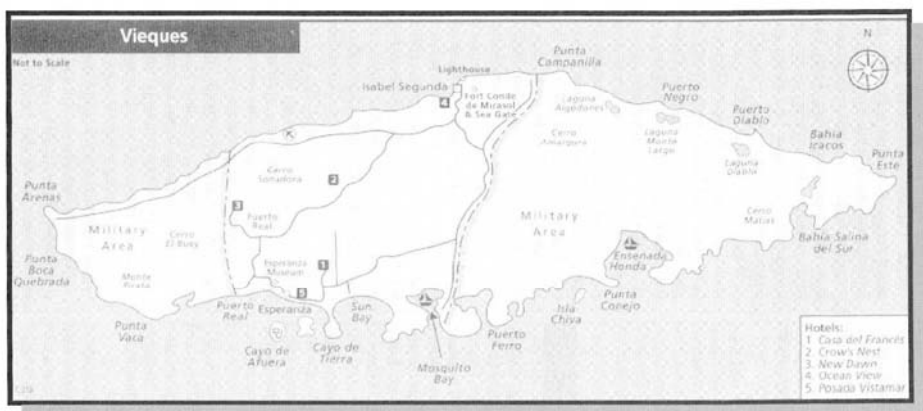 Vieques
Not to Scale
N
Punta
Campanilla
Lighthouse
Isabel Segunda
4
Fort Conde
de Mirasol
& Sea Gate
Laguna
Algodones
Puerto
Negro
Puerto
Diablo
Bahía
Icacos
Punta
Este
Cerro
Amargura
Laguna
Monte
Largo
Laguna
Diablo
Cerro
Sonadora
2
Punta
Arenas
3
Puerto
Real
Military
Area
Cerro
El Buey
Military
Area
Cerro
Matías
Bahía Salina
del Sur
Punta
Boca
Quebrada
Monte
Pirata
Esperanza
Museum
1
5
Ensenada
Honda
Punta
Vaca
Puerto
Real
Esperanza
Sun
Bay
Isla
Chiva
Punta
Conejo
Cayo de
Afuera
Cayo de
Tierra
Mosquito
Bay
Puerto
Ferro
Hotels:
1 Casa del Francés
2. Crow's Nest
3. New Dawn
4. Ocean View
5. Posada Vistamar